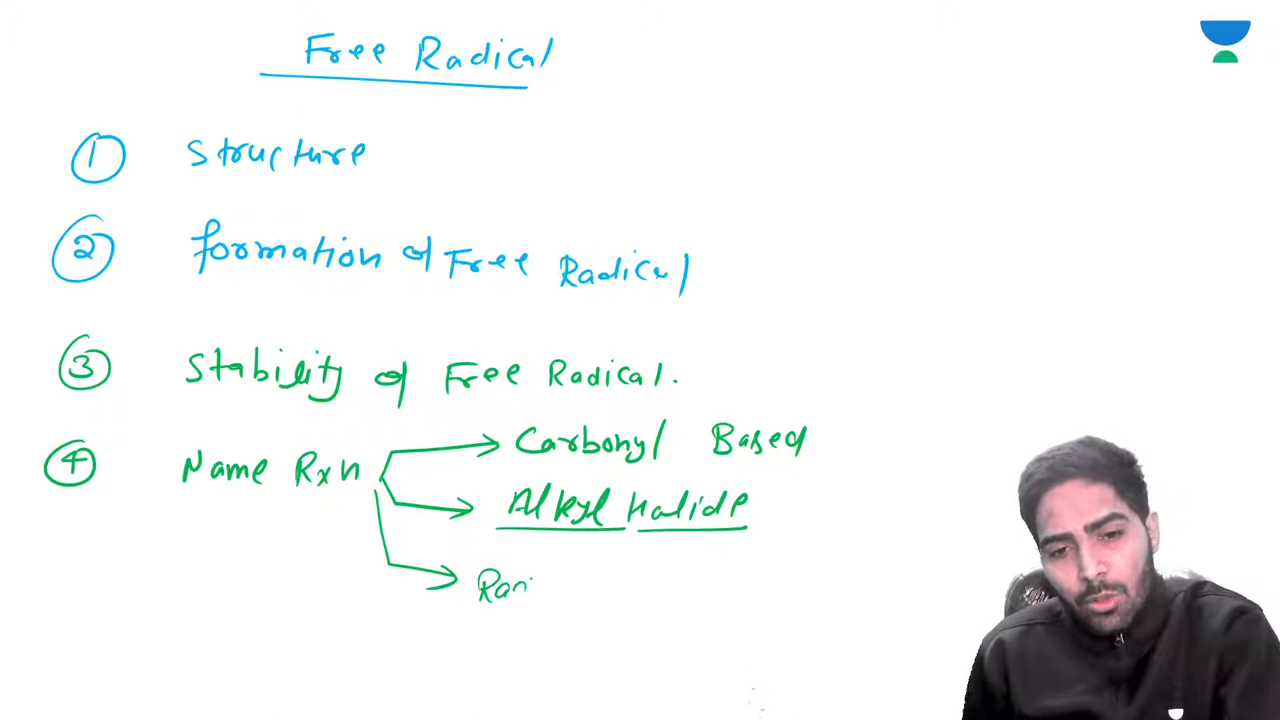 Free Radical
① Structure
② formation of Free Radical
③ Stability of Free Radical.
④ Name Rxn
Carbonyl Based
Alkyl Halide